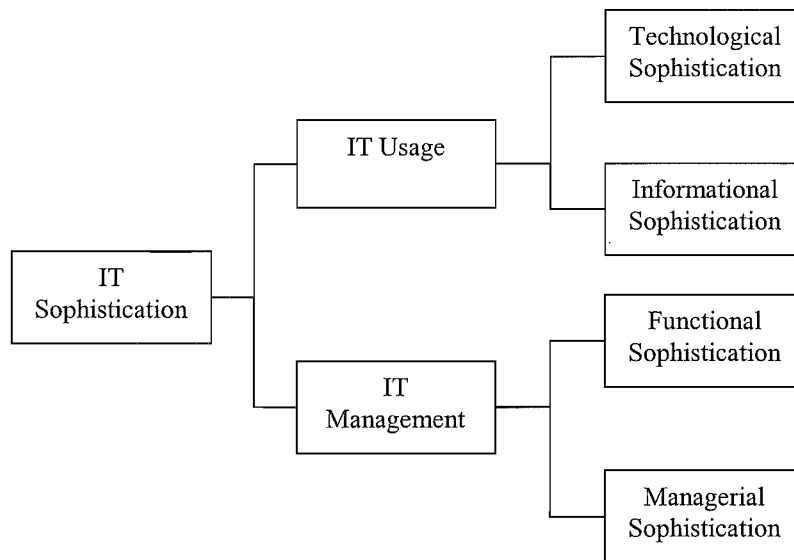 Technological
Sophistication
IT Usage
Informational
Sophistication
IT
Sophistication
Functional
Sophistication
IT
Management
Managerial
Sophistication